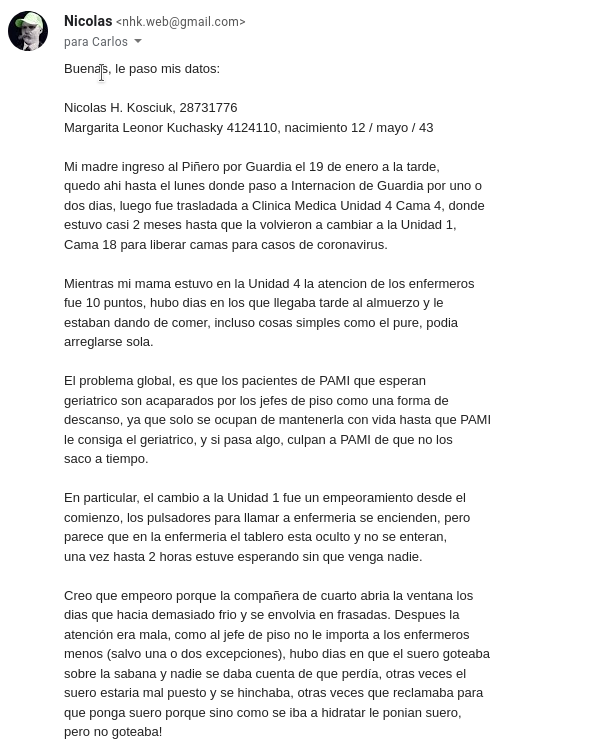 Nicolas <nhk.web@gmail.com>
para Carlos
Buenas, le paso mis datos:
Nicolas H. Kosciuk, 28731776
Margarita Leonor Kuchasky 4124110, nacimiento 12 / mayo / 43
Mi madre ingreso al Piñero por Guardia el 19 de enero a la tarde,
quedo ahi hasta el lunes donde paso a Internacion de Guardia por uno o
dos dias, luego fue trasladada a Clinica Medica Unidad 4 Cama 4, donde
estuvo casi 2 meses hasta que la volvieron a cambiar a la Unidad 1,
Cama 18 para liberar camas para casos de coronavirus.
Mientras mi mama estuvo en la Unidad 4 la atencion de los enfermeros
fue 10 puntos, hubo dias en los que llegaba tarde al almuerzo y le
estaban dando de comer, incluso cosas simples como el pure, podia
arreglarse sola.
El problema global, es que los pacientes de PAMI que esperan
geriatrico son acaparados por los jefes de piso como una forma de
descanso, ya que solo se ocupan de mantenerla con vida hasta que PAMI
le consiga el geriatrico, y si pasa algo, culpan a PAMI de que no los
saco a tiempo.
En particular, el cambio a la Unidad 1 fue un empeoramiento desde el
comienzo, los pulsadores para llamar a enfermeria se encienden, pero
parece que en la enfermeria el tablero esta oculto y no se enteran,
una vez hasta 2 horas estuve esperando sin que venga nadie.
Creo que empeoro porque la compañera de cuarto abria la ventana los
dias que hacia demasiado frio y se envolvia en frasadas. Despues la
atención era mala, como al jefe de piso no le importa a los enfermeros
menos (salvo una o dos excepciones), hubo dias en que el suero goteaba
sobre la sabana y nadie se daba cuenta de que perdía, otras veces el
suero estaria mal puesto y se hinchaba, otras veces que reclamaba para
que ponga suero porque sino como se iba a hidratar le ponian suero,
pero no goteaba!